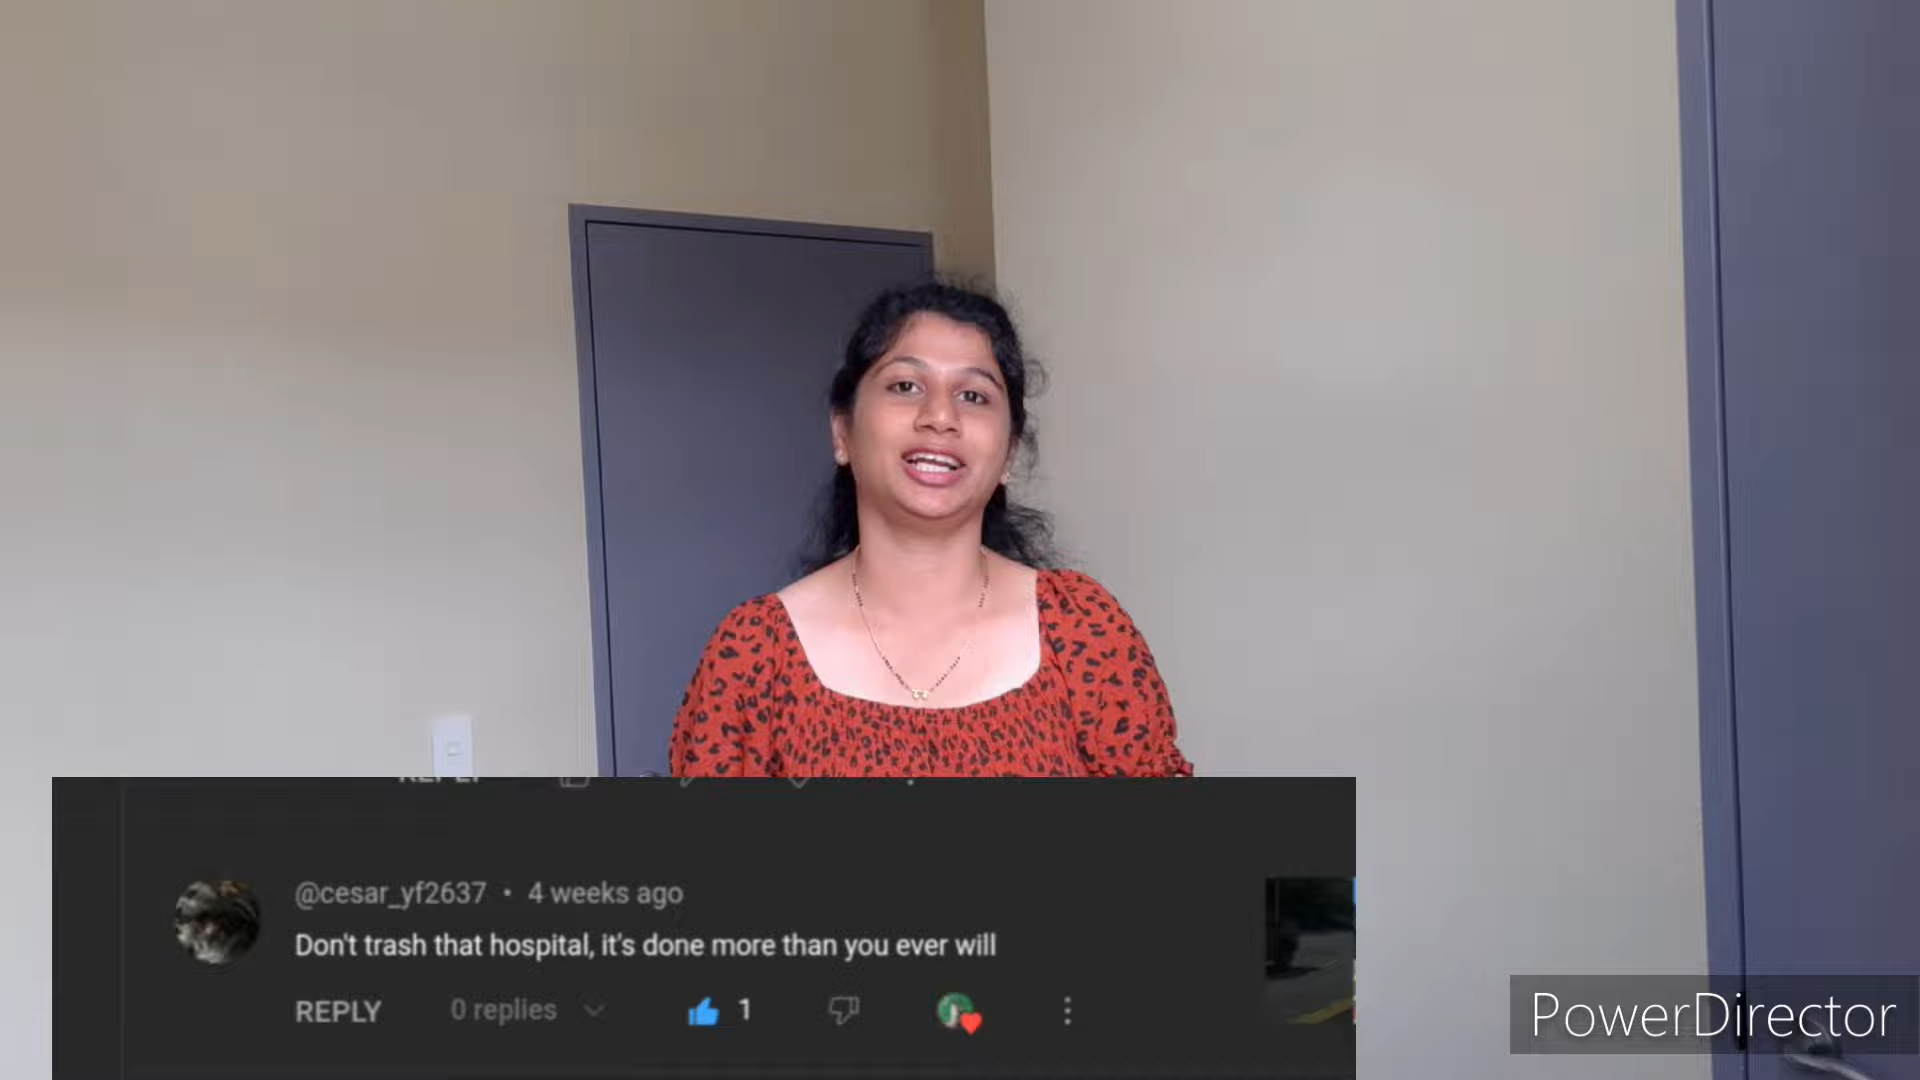 REPLY
@cesar_yf2637 • 4 weeks ago
Don't trash that hospital, it's done more than you ever will
REPLY 0 replies 1
PowerDirector